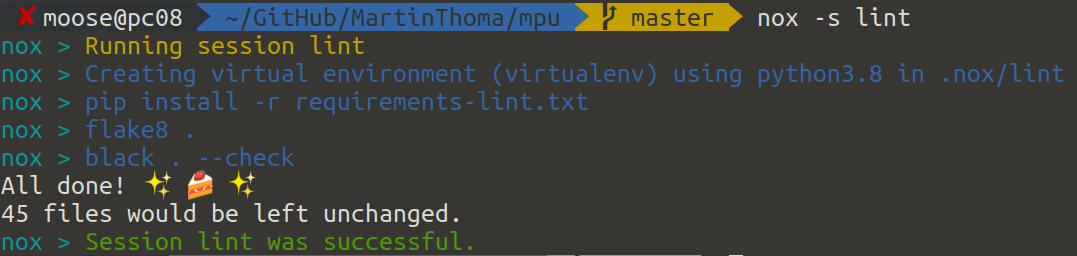 ✘ moose@pc08 ~/GitHub/MartinThoma/mpu master nox -s lint
nox > Running session lint
nox > Creating virtual environment (virtualenv) using python3.8 in .nox/lint
nox > pip install -r requirements-lint.txt
nox > flake8 .
nox > black . --check
All done! ✨ 🍰 ✨
45 files would be left unchanged.
nox > Session lint was successful.